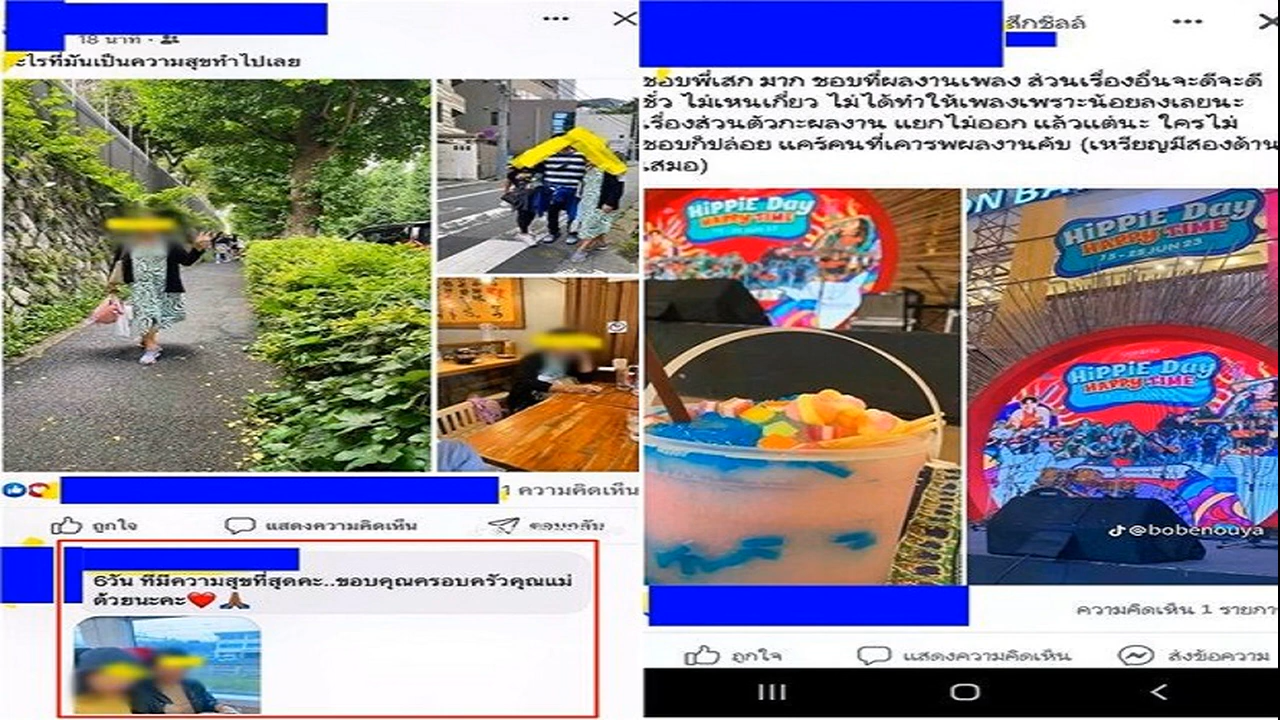 18 นาที
อะไรที่มันเป็นความสุขทำไปเลย
1 ความคิดเห็น
ถูกใจ
แสดงความคิดเห็น
6วัน ที่มีความสุขที่สุดคะ..ขอบคุณครอบครัวคุณแม่
ด้วยนะคะ❤️🙏🏾
สึกชิลล์
ชอบพี่เสก มาก ชอบที่ผลงานเพลง ส่วนเรื่องอื่นจะดีจะดี
ชั่ว ไม่เหนเกี่ยว ไม่ได้ทำให้เพลงเพราะน้อยลงเลยนะ
เรื่องส่วนตัวกะผลงาน แยกไม่ออก แล้วแต่นะ ใครไม่
ชอบก็ปล่อย แคร์คนที่เคารพผลงานคับ (เหรียญมีสองด้าน
เสมอ)
HiPPiE Day
HAPPY TIME
ON BA
HiPPiE Day
HAPPY TIME
15 - 25 JUN 23
HiPPiE Day
HAPPY TIME
@bobenouya
ความคิดเห็น 1 รายกา
ถูกใจ
แสดงความคิดเห็น
ส่งข้อความ